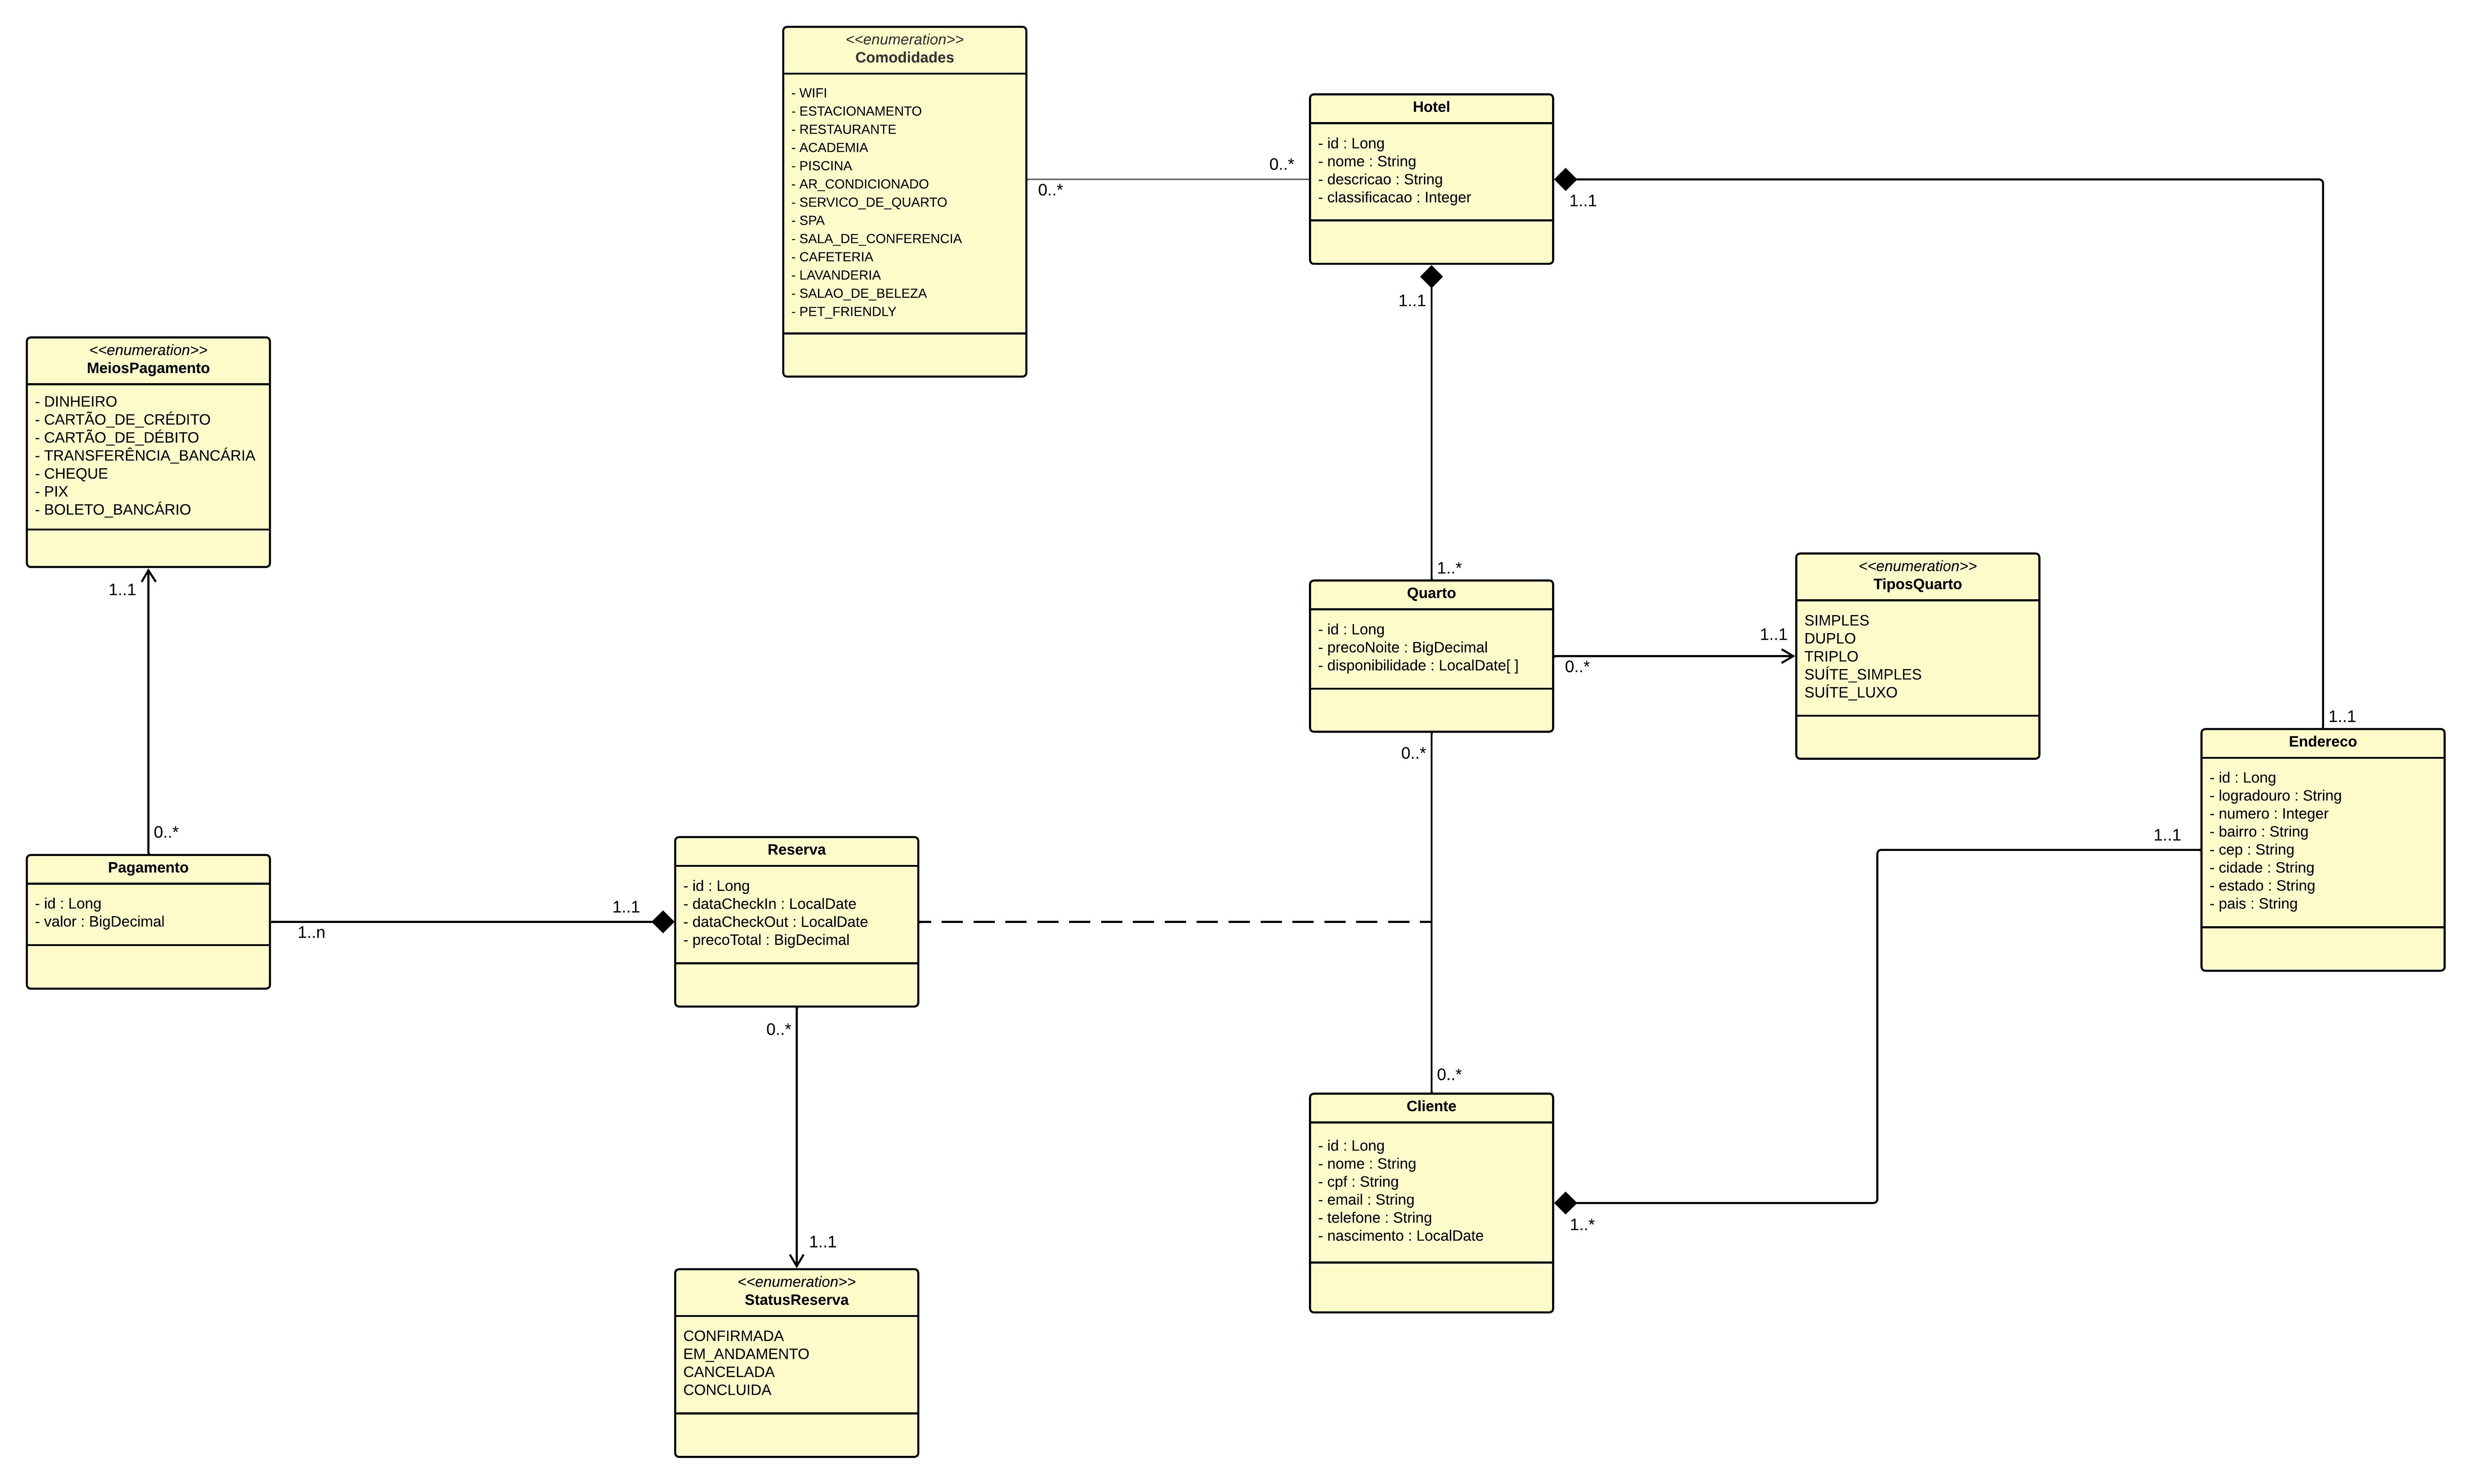 <<enumeration>>
Comodidades
- WIFI
- ESTACIONAMENTO
- RESTAURANTE
- ACADEMIA
- PISCINA
- AR_CONDICIONADO
- SERVICO_DE_QUARTO
- SPA
- SALA_DE_CONFERENCIA
- CAFETERIA
- LAVANDERIA
- SALAO_DE_BELEZA
- PET_FRIENDLY
0..*
0..*
Hotel
- id : Long
- nome : String
- descricao : String
- classificacao : Integer
1..1
1..1
<<enumeration>>
MeiosPagamento
- DINHEIRO
- CARTÃO_DE_CRÉDITO
- CARTÃO_DE_DÉBITO
- TRANSFERÊNCIA_BANCÁRIA
- CHEQUE
- PIX
- BOLETO_BANCÁRIO
1..1
0..*
1..*
Quarto
- id : Long
- precoNoite : BigDecimal
- disponibilidade : LocalDate[ ]
0..*
1..1
0..*
<<enumeration>>
TiposQuarto
SIMPLES
DUPLO
TRIPLO
SUÍTE_SIMPLES
SUÍTE_LUXO
1..1
Endereco
- id : Long
- logradouro : String
- numero : Integer
- bairro : String
- cep : String
- cidade : String
- estado : String
- pais : String
1..1
Pagamento
- id : Long
- valor : BigDecimal
1..n
1..1
Reserva
- id : Long
- dataCheckIn : LocalDate
- dataCheckOut : LocalDate
- precoTotal : BigDecimal
0..*
1..1
0..*
Cliente
- id : Long
- nome : String
- cpf : String
- email : String
- telefone : String
- nascimento : LocalDate
1..*
<<enumeration>>
StatusReserva
CONFIRMADA
EM_ANDAMENTO
CANCELADA
CONCLUIDA